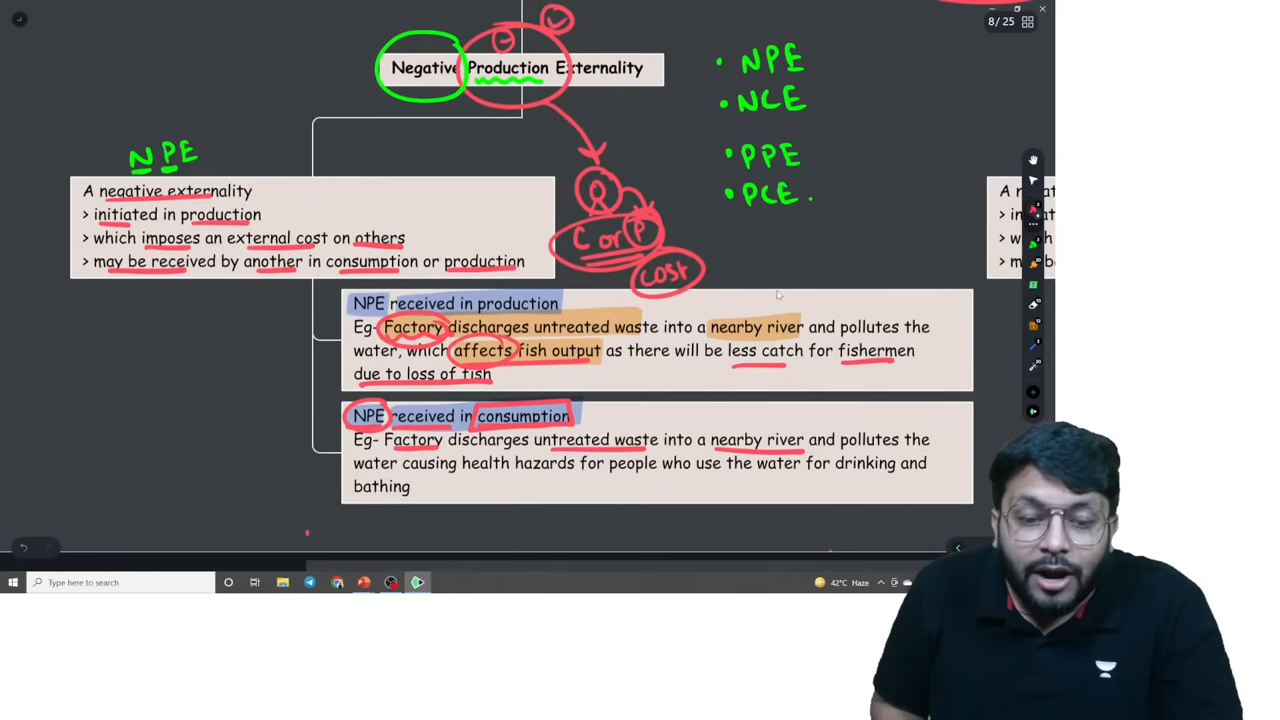 8/25
Negative Production Externality
• NPE
• NCE
• PPE
• PCE.
NPE
A negative externality
> initiated in production
> which imposes an external cost on others
> may be received by another in consumption or production
C or P
cost
NPE received in production
Eg- Factory discharges untreated waste into a nearby river and pollutes the
water, which affects fish output as there will be less catch for fishermen
due to loss of fish
NPE received in consumption
Eg- Factory discharges untreated waste into a nearby river and pollutes the
water causing health hazards for people who use the water for drinking and
bathing
Type here to search
42°C Haze